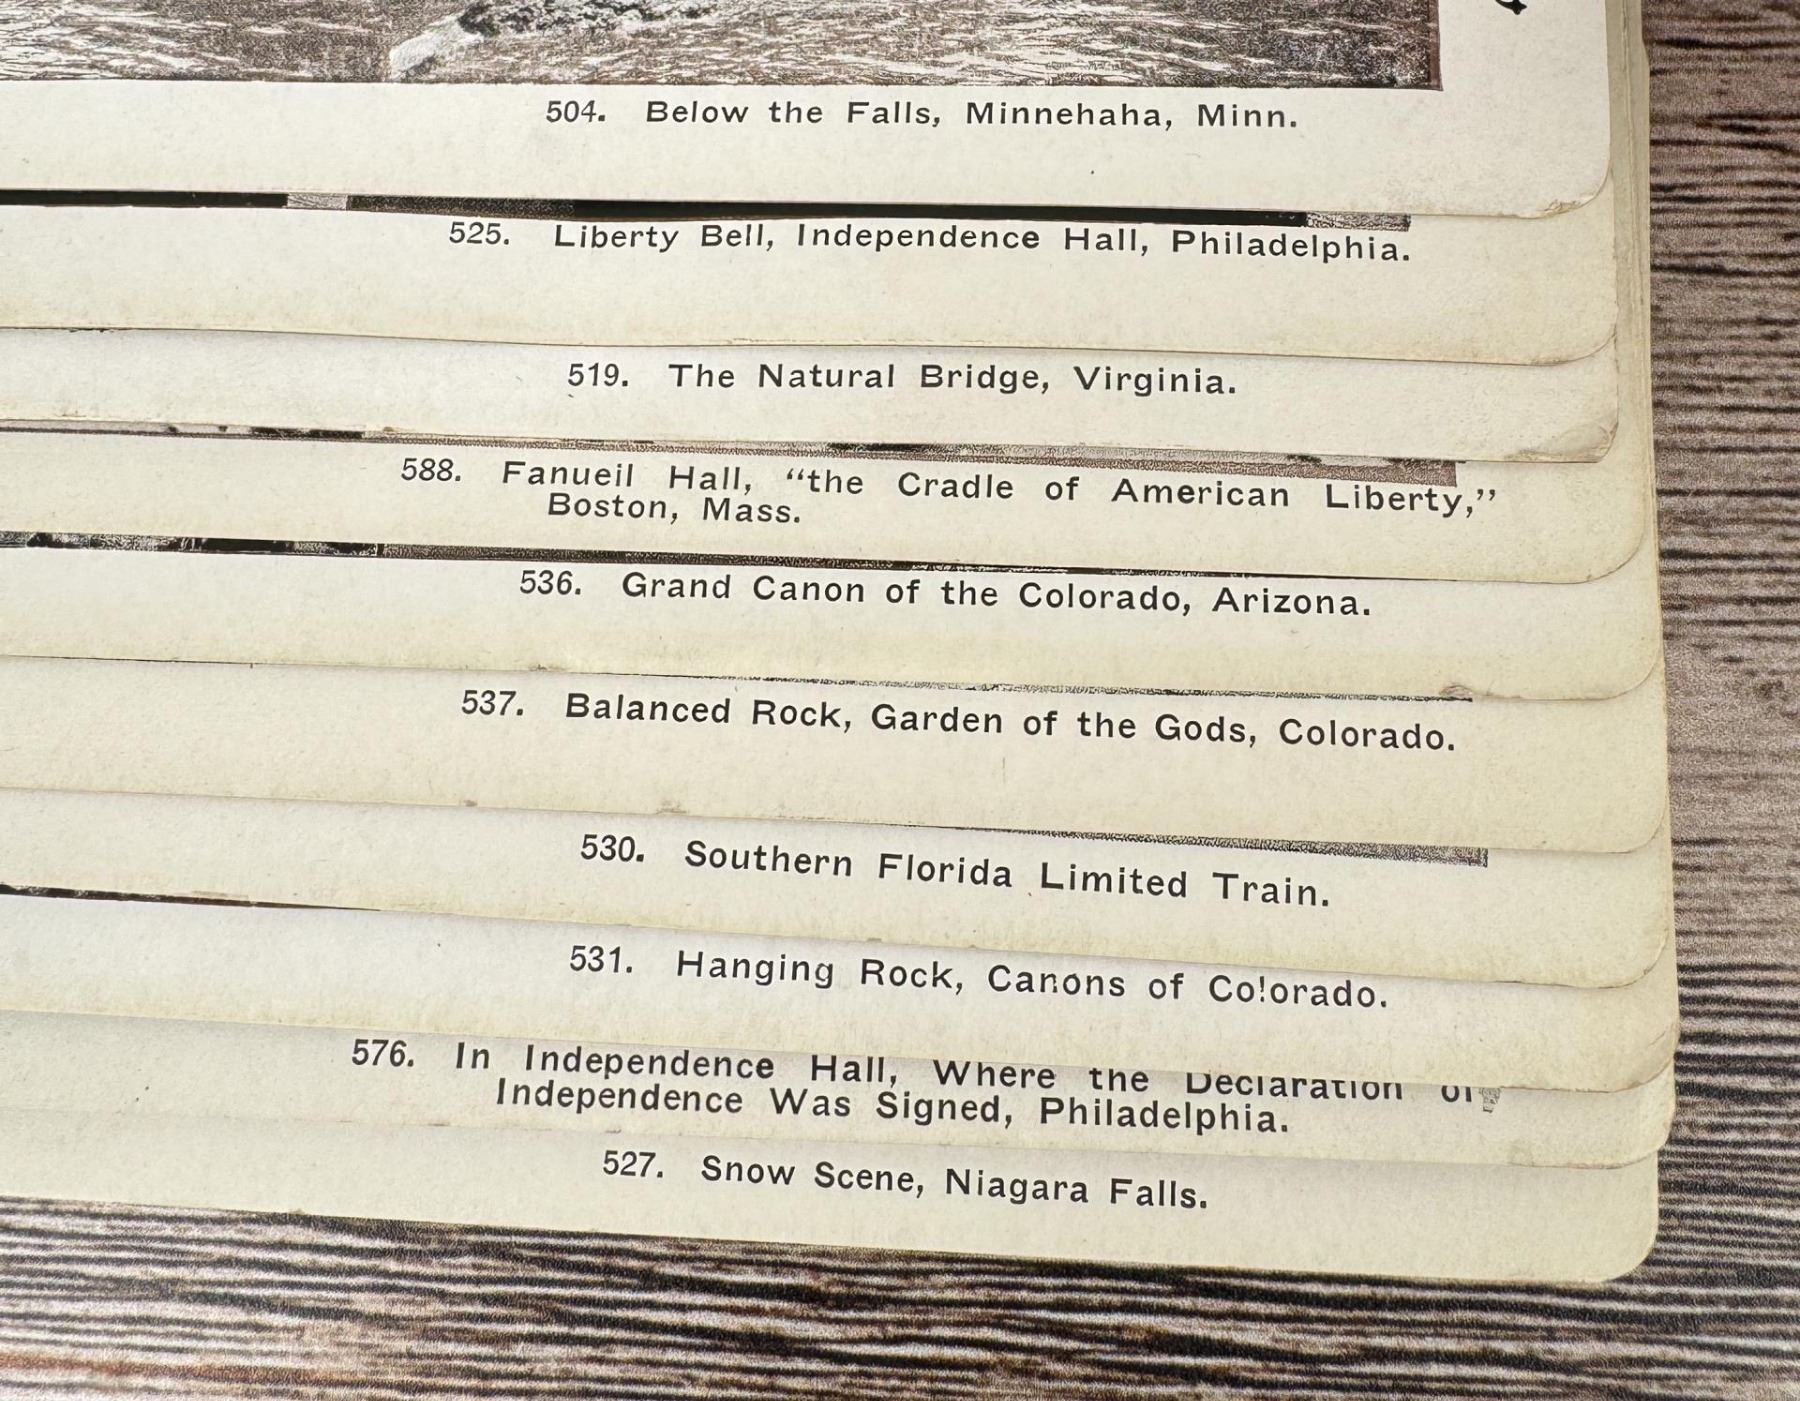 504. Below the Falls, Minnehaha, Minn.
525. Liberty Bell, Independence Hall, Philadelphia.
519. The Natural Bridge, Virginia.
588. Fanueil Hall, “the Cradle of American Liberty,”
Boston, Mass.
536. Grand Canon of the Colorado, Arizona.
537. Balanced Rock, Garden of the Gods, Colorado.
530. Southern Florida Limited Train.
531. Hanging Rock, Canons of Colorado.
576. In Independence Hall, Where the Declaration of
Independence Was Signed, Philadelphia.
527. Snow Scene, Niagara Falls.